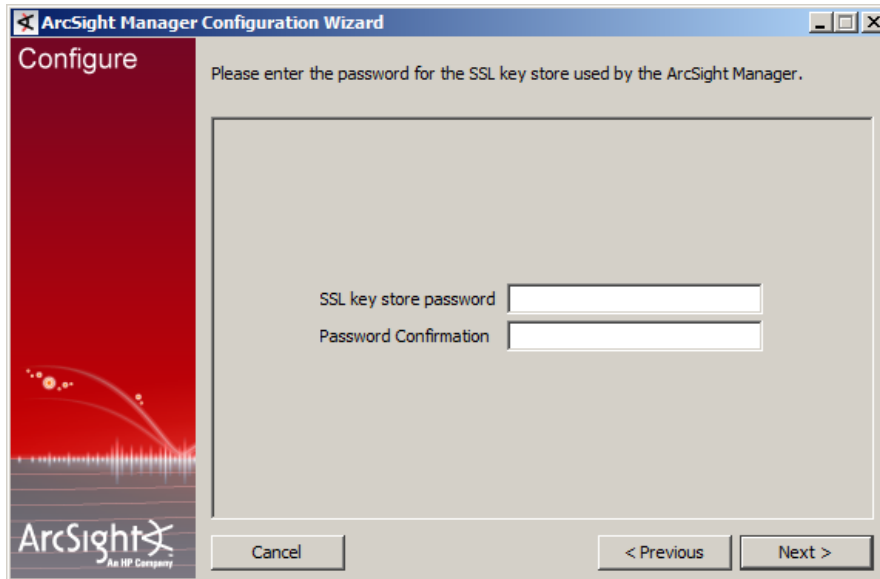 ArcSight Manager Configuration Wizard
Configure
Please enter the password for the SSL key store used by the ArcSight Manager.
SSL key store password
Password Confirmation
ArcSight
An HP Company
Cancel
< Previous
Next >